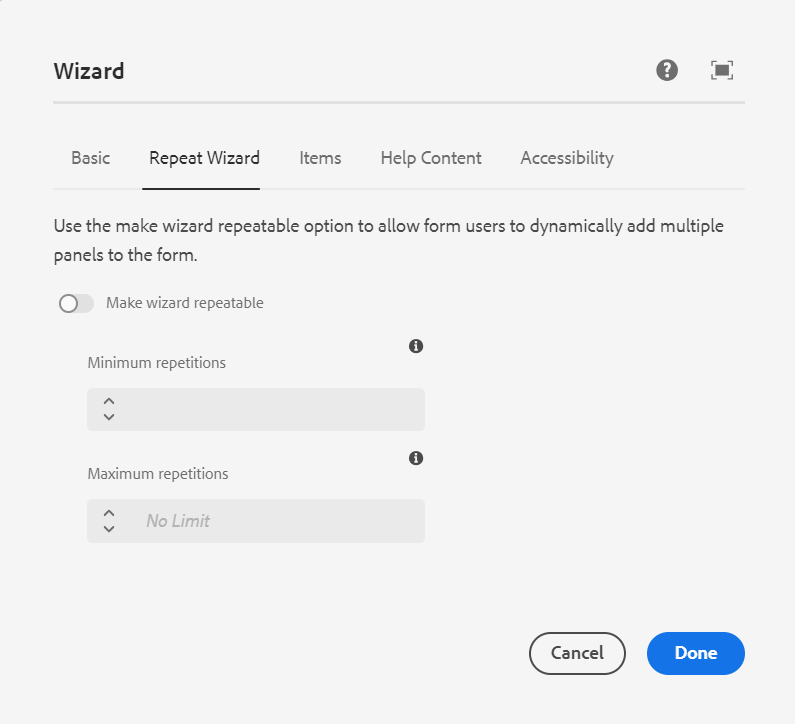 Wizard
Basic Repeat Wizard Items Help Content Accessibility
Use the make wizard repeatable option to allow form users to dynamically add multiple
panels to the form.
Make wizard repeatable
Minimum repetitions
Maximum repetitions
No Limit
Cancel Done